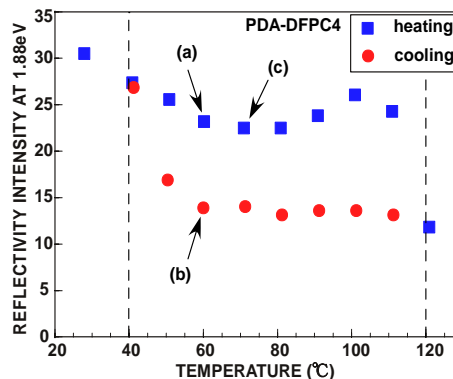 PDA-DFPC4
heating
cooling
(a)
(c)
(b)
REFLECTIVITY INTENSITY AT 1.886eV
35
30
25
20
15
10
5
0
20
40
60
80
100
120
TEMPERATURE (℃)